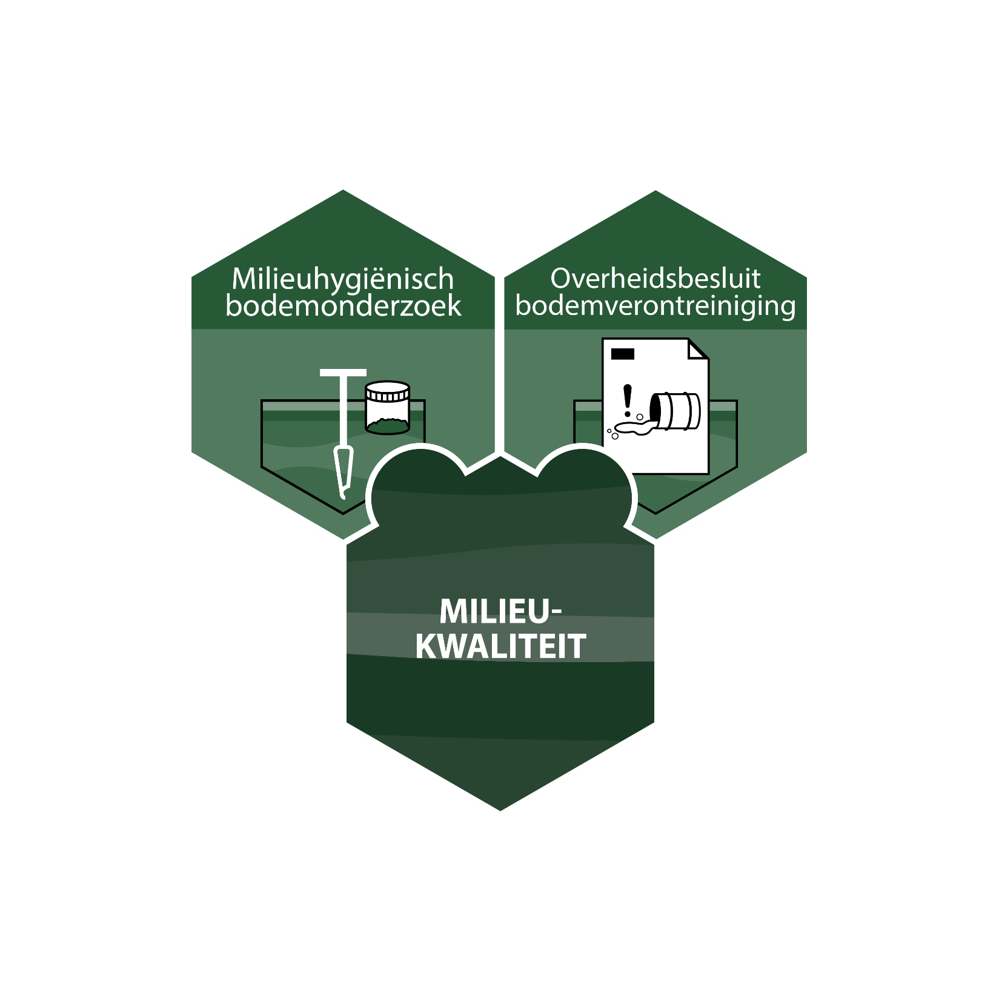 Milieuhygiënisch
bodemonderzoek
Overheidsbesluit
bodemverontreiniging
!
MILIEU-
KWALITEIT